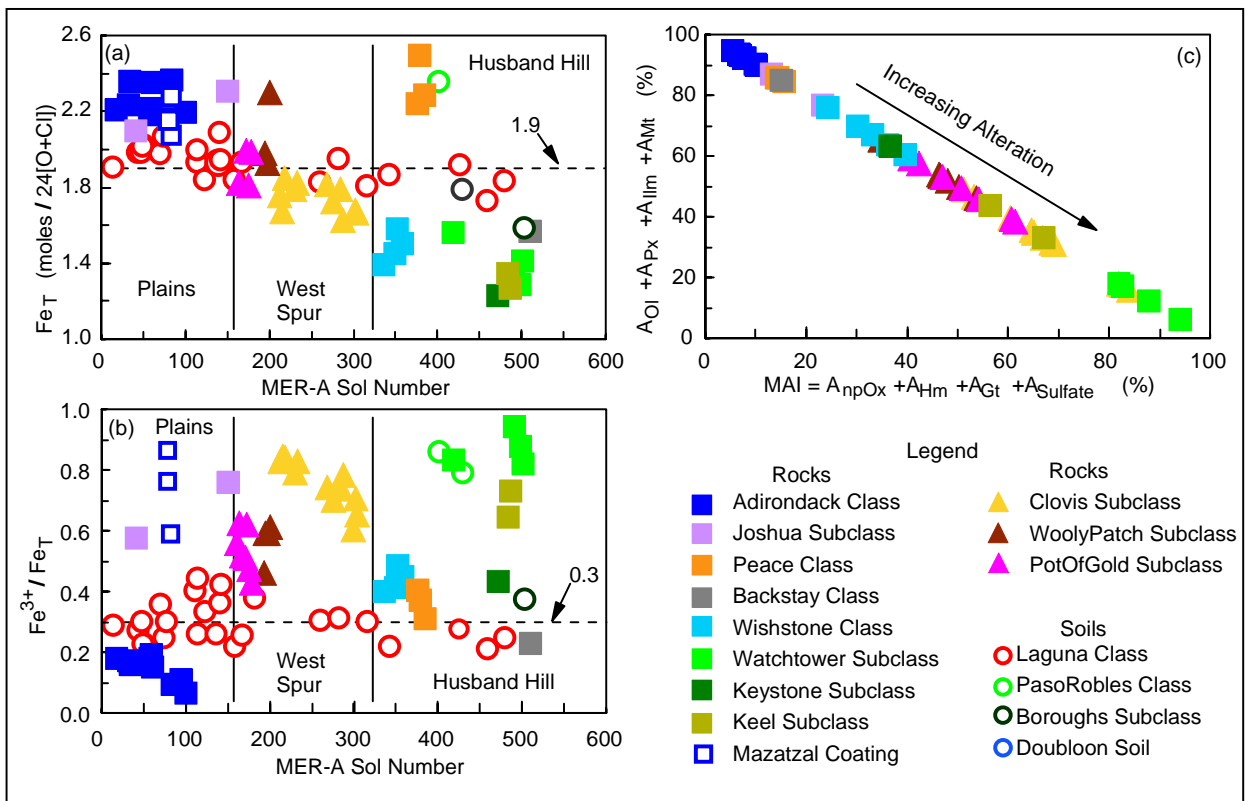 (a)
Husband Hill
1.9
Plains
West
Spur
2.6
2.2
1.8
1.4
1.0
Fe_T (moles / 24[O+Cl])
0 100 200 300 400 500 600
MER-A Sol Number
(b)
Plains
0.3
West
Spur
Husband Hill
1.0
0.8
0.6
0.4
0.2
0.0
Fe3+ / Fe_T
0 100 200 300 400 500 600
MER-A Sol Number
(c)
Increasing Alteration
100
80
60
40
20
0
A_Ol +A_Px +A_Ilm +A_Mt (%)
0 20 40 60 80 100
MAI = A_npOx +A_Hm +A_Gt +A_Sulfate (%)
Legend
Rocks
Adirondack Class
Joshua Subclass
Peace Class
Backstay Class
Wishstone Class
Watchtower Subclass
Keystone Subclass
Keel Subclass
Mazatzal Coating
Rocks
Clovis Subclass
WoolyPatch Subclass
PotOfGold Subclass
Soils
Laguna Class
PasoRobles Class
Boroughs Subclass
Doubloon Soil